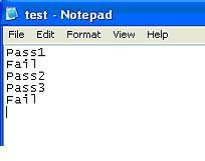 test - Notepad
File Edit Format View Help
Pass1
Fail
Pass2
Pass3
Fail